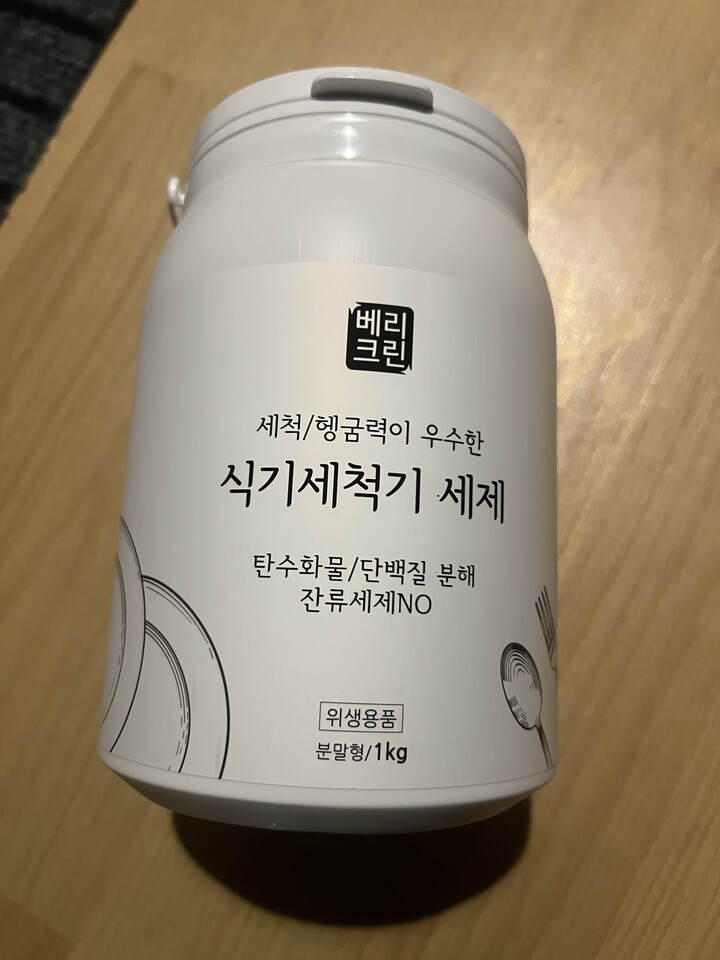 베리
크린
세척/헹굼력이 우수한
식기세척기 세제
탄수화물/단백질 분해
잔류세제NO
위생용품
분말형/1kg